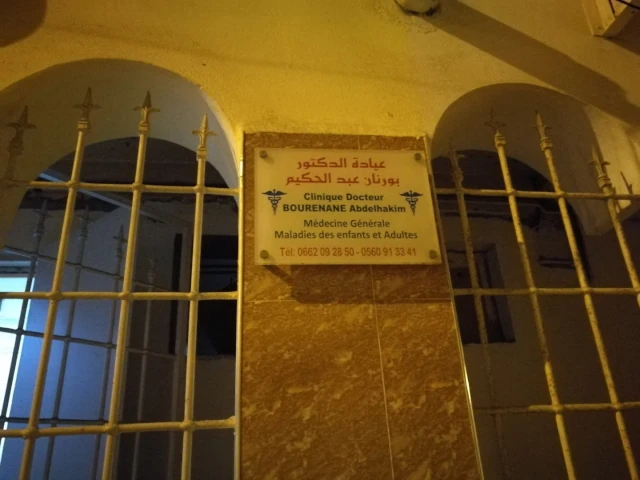 عيادة الدكتور
بورنان عبد الحكيم
Clinique Docteur
BOURENANE Abdelhakim
Médecine Générale
Maladies des enfants et Adultes
Tél: 0662 09 28 50 - 0560 91 33 41